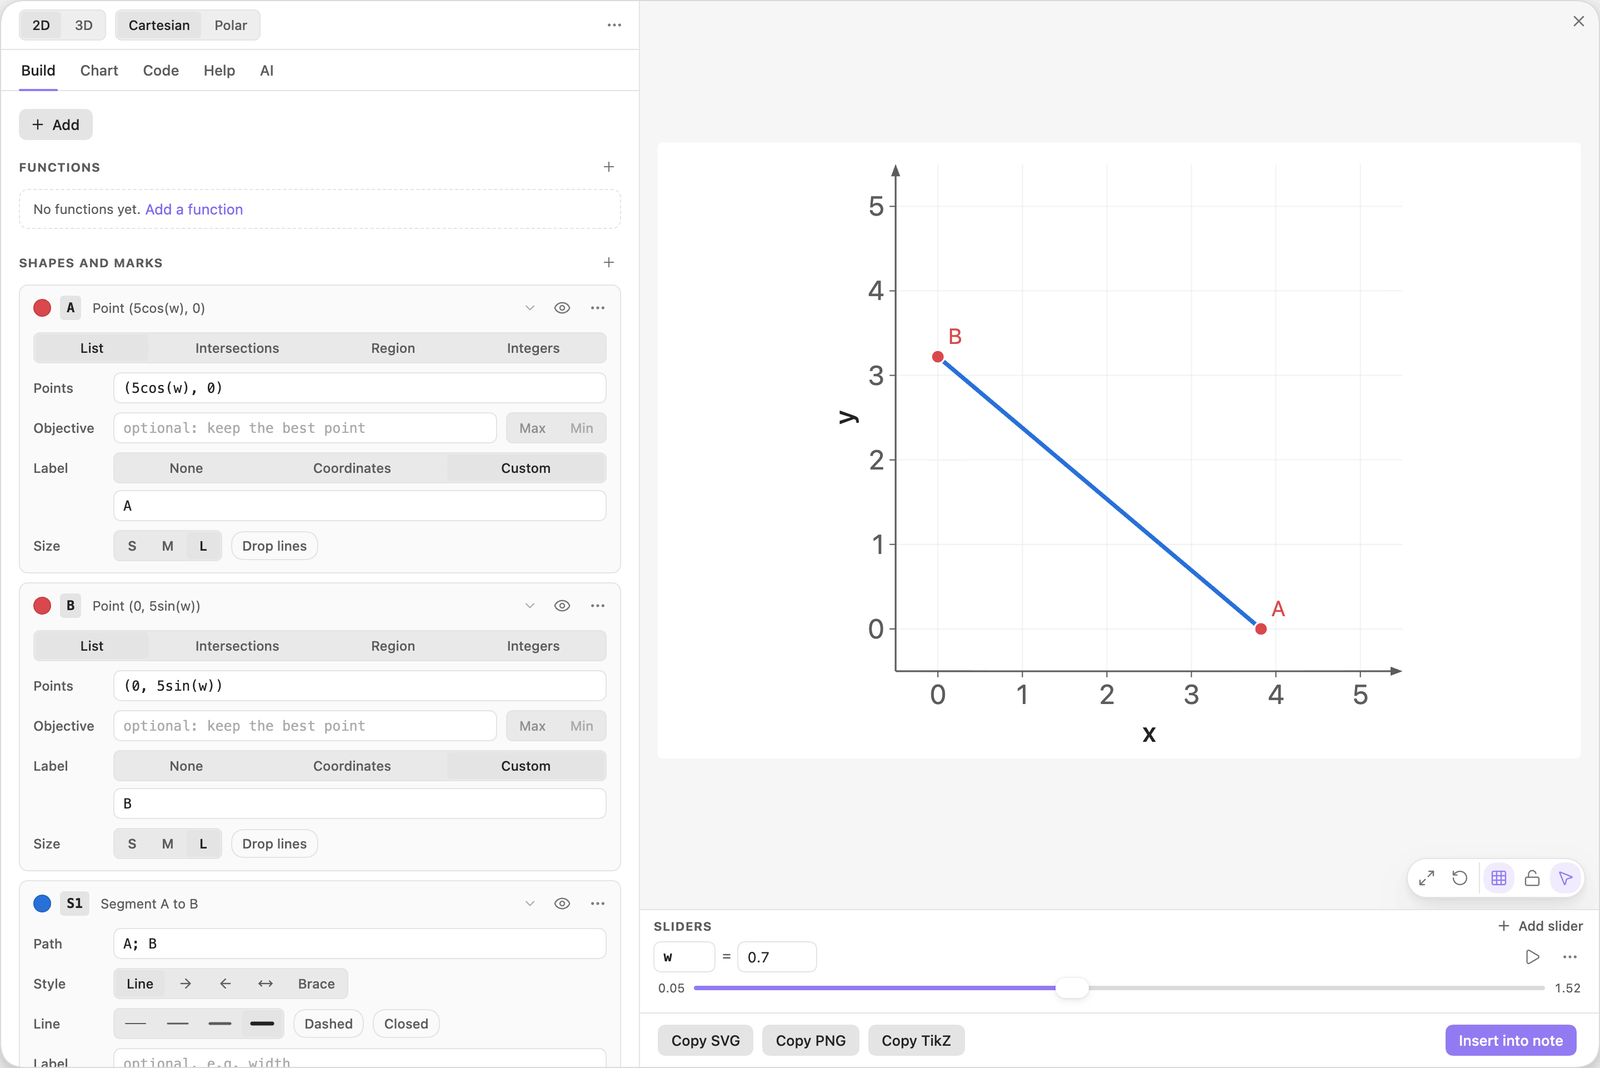 2D 3D Cartesian Polar ...
Build Chart Code Help AI
+ Add
FUNCTIONS +
No functions yet. Add a function
SHAPES AND MARKS +
A Point (5cos(w), 0) ...
List Intersections Region Integers
Points (5cos(w), 0)
Objective optional: keep the best point Max Min
Label None Coordinates Custom
A
Size S M L Drop lines
B Point (0, 5sin(w)) ...
List Intersections Region Integers
Points (0, 5sin(w))
Objective optional: keep the best point Max Min
Label None Coordinates Custom
B
Size S M L Drop lines
S1 Segment A to B ...
Path A; B
Style Line → ← ↔ Brace
Line Dashed Closed
Label optional, e.g. width
5
4
3
2
1
0
y
B
A
0 1 2 3 4 5
x
SLIDERS + Add slider
w = 0.7 ...
0.05 1.52
Copy SVG Copy PNG Copy TikZ Insert into note